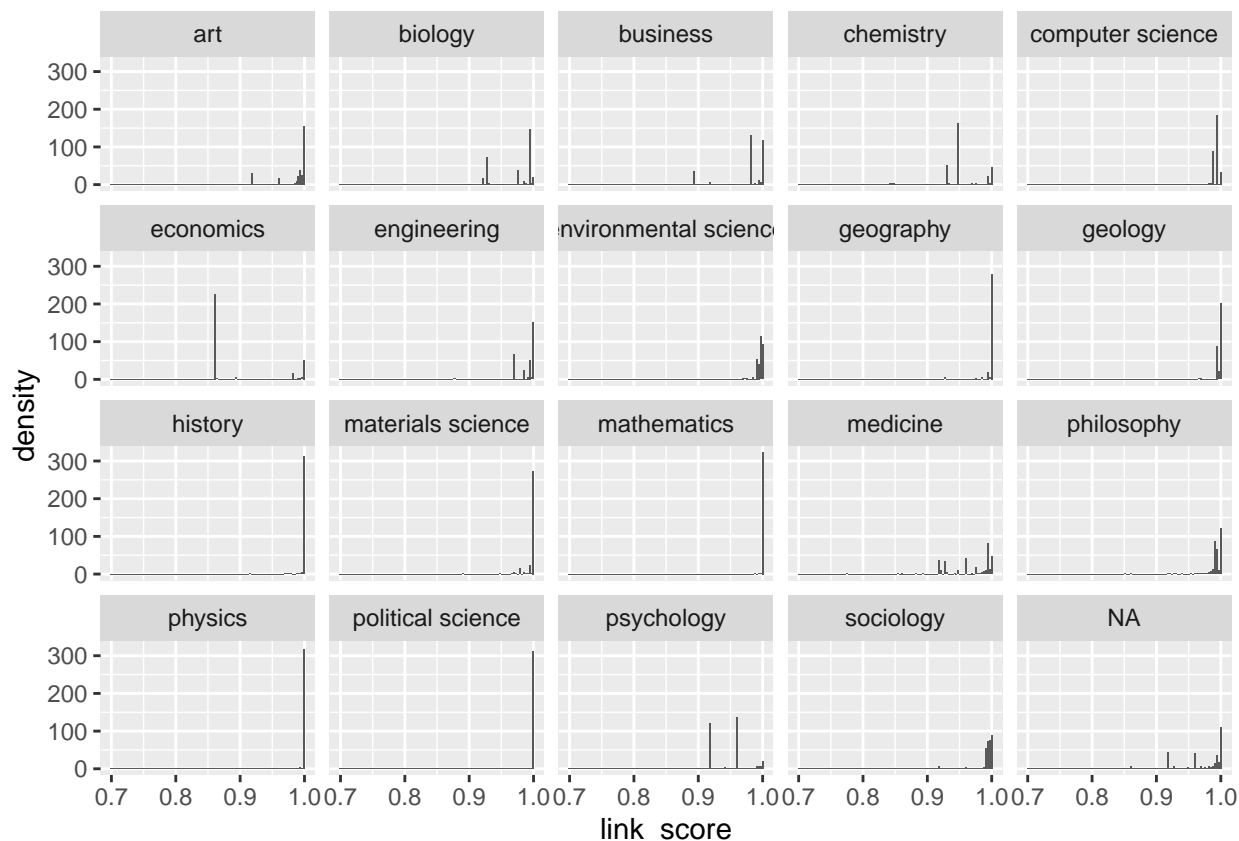 art biology business chemistry computer science
300
200
100
0
economics engineering nvironmental scienc geography geology
300
200
100
0
density
history materials science mathematics medicine philosophy
300
200
100
0
physics political science psychology sociology NA
300
200
100
0
0.7 0.8 0.9 1.0 0.7 0.8 0.9 1.0 0.7 0.8 0.9 1.0 0.7 0.8 0.9 1.0 0.7 0.8 0.9 1.0
link_score